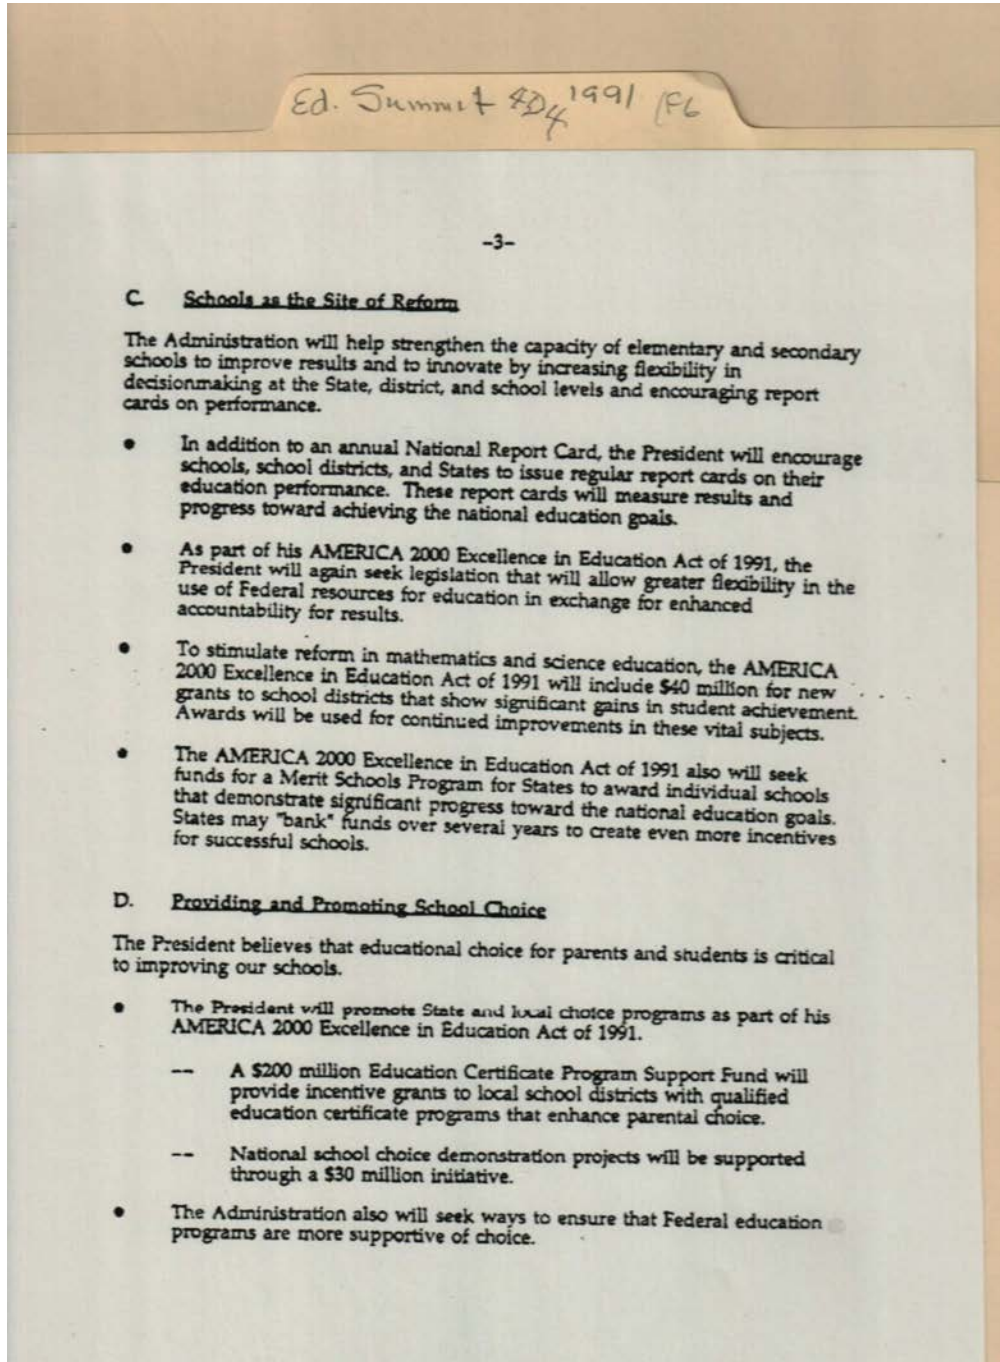 Ed. Summit 1991
-3-
C. Schools as the Site of Reform
The Administration will help strengthen the capacity of elementary and secondary
schools to improve results and to innovate by increasing flexibility in
decisionmaking at the State, district, and school levels and encouraging report
cards on performance.
● In addition to an annual National Report Card, the President will encourage
schools, school districts, and States to issue regular report cards on their
education performance. These report cards will measure results and
progress toward achieving the national education goals.
● As part of his AMERICA 2000 Excellence in Education Act of 1991, the
President will again seek legislation that will allow greater flexibility in the
use of Federal resources for education in exchange for enhanced
accountability for results.
● To stimulate reform in mathematics and science education, the AMERICA
2000 Excellence in Education Act of 1991 will include $40 million for new
grants to school districts that show significant gains in student achievement.
Awards will be used for continued improvements in these vital subjects.
● The AMERICA 2000 Excellence in Education Act of 1991 also will seek
funds for a Merit Schools Program for States to award individual schools
that demonstrate significant progress toward the national education goals.
States may "bank" funds over several years to create even more incentives
for successful schools.
D. Providing and Promoting School Choice
The President believes that educational choice for parents and students is critical
to improving our schools.
● The President will promote State and local choice programs as part of his
AMERICA 2000 Excellence in Education Act of 1991.
-- A $200 million Education Certificate Program Support Fund will
provide incentive grants to local school districts with qualified
education certificate programs that enhance parental choice.
-- National school choice demonstration projects will be supported
through a $30 million initiative.
● The Administration also will seek ways to ensure that Federal education
programs are more supportive of choice.